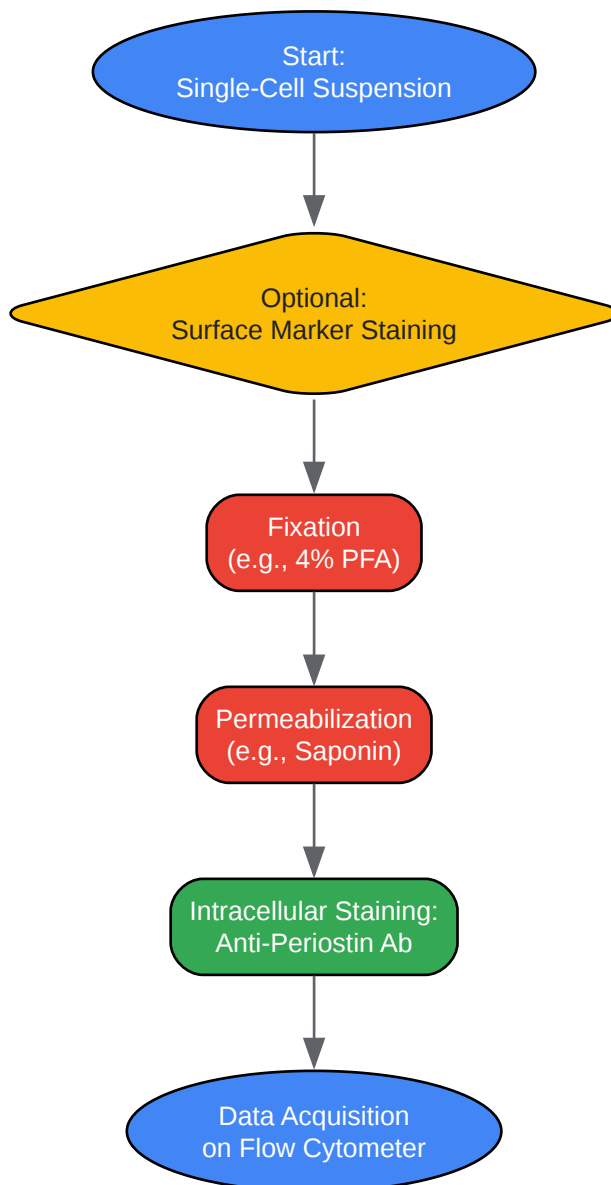 Start:
Single-Cell Suspension
Optional:
Surface Marker Staining
Fixation
(e.g., 4% PFA)
Permeabilization
(e.g., Saponin)
Intracellular Staining:
Anti-Periostin Ab
Data Acquisition
on Flow Cytometer